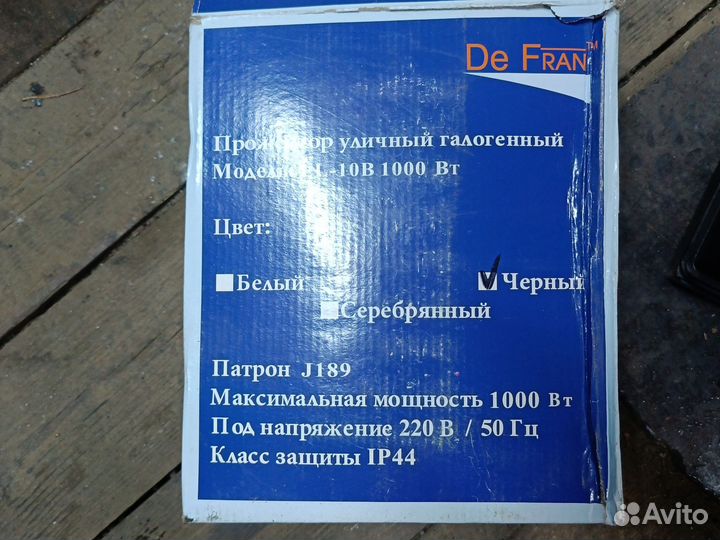 De FRAN™
уличный галогенный
1000 Вт
Цвет:
Белый
Черный
Серебрянный
Патрон J189
Максимальная мощность 1000 Вт
Под напряжение 220 В / 50 Гц
Класс защиты IP44
Avito